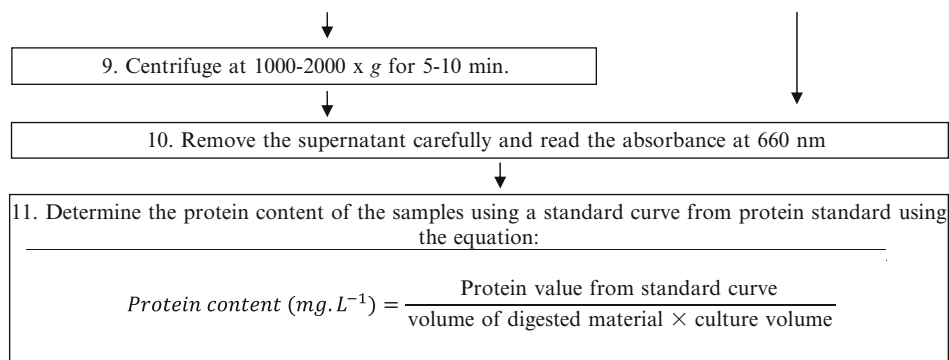 9. Centrifuge at 1000-2000 x g for 5-10 min.
10. Remove the supernatant carefully and read the absorbance at 660 nm
11. Determine the protein content of the samples using a standard curve from protein standard using
the equation:
Protein content (mg.L⁻¹) = Protein value from standard curve / volume of digested material × culture volume